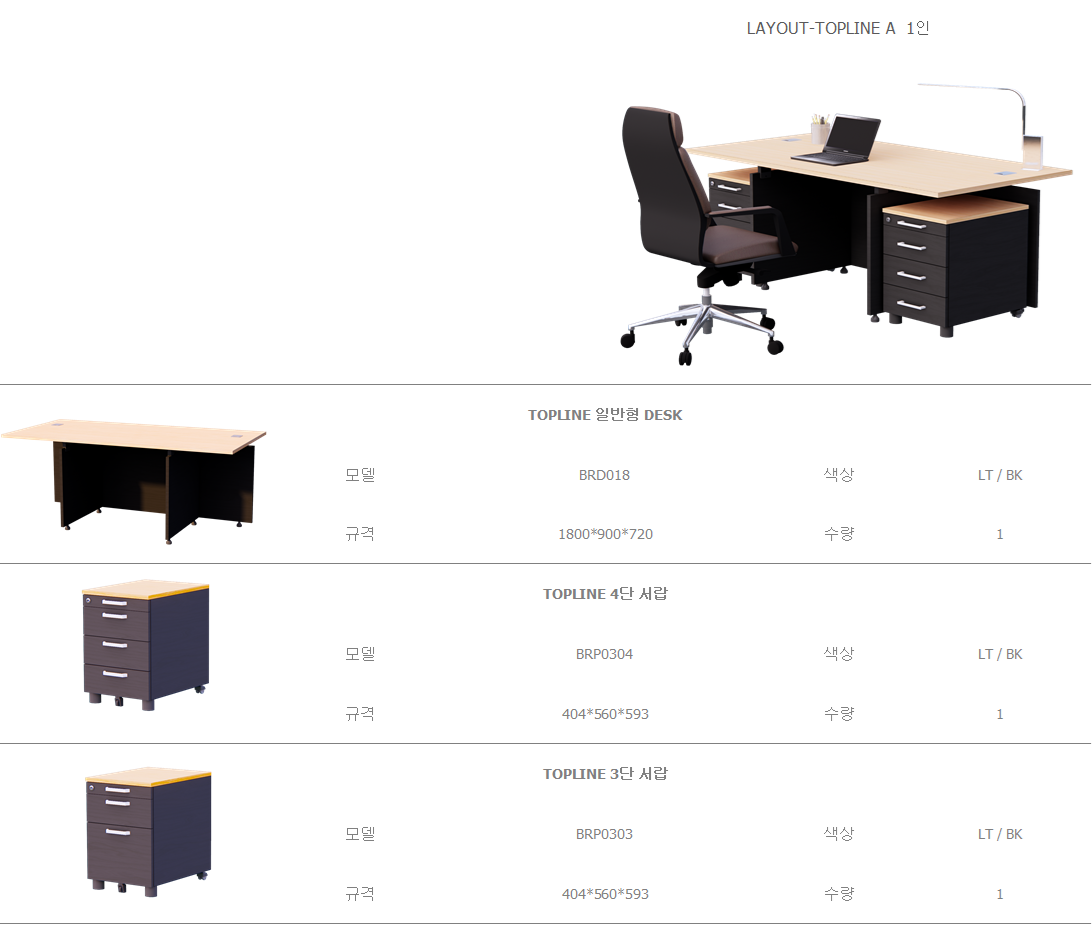 LAYOUT-TOPLINE A 1인
TOPLINE 일반형 DESK
모델 BRD018 색상 LT / BK
규격 1800*900*720 수량 1
TOPLINE 4단 서랍
모델 BRP0304 색상 LT / BK
규격 404*560*593 수량 1
TOPLINE 3단 서랍
모델 BRP0303 색상 LT / BK
규격 404*560*593 수량 1